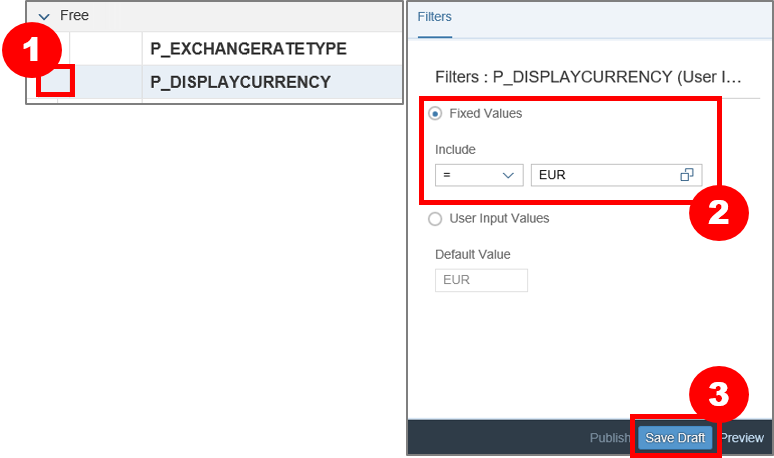 Free
1
P_EXCHANGERATETYPE
P_DISPLAYCURRENCY
Filters
Filters : P_DISPLAYCURRENCY (User I...
Fixed Values
Include
= EUR
2
User Input Values
Default Value
EUR
3
Publish Save Draft Preview